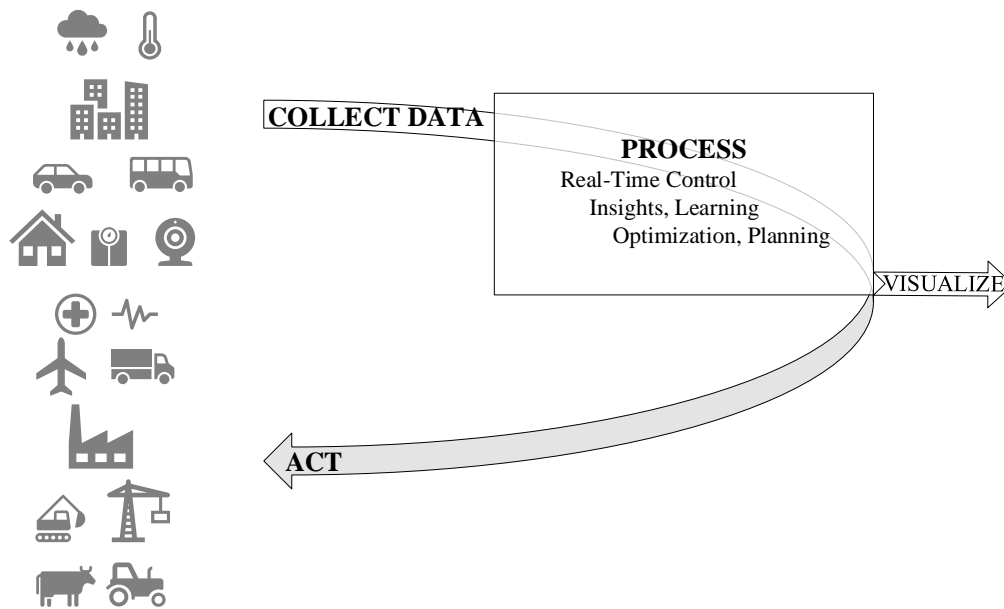 COLLECT DATA
PROCESS
Real-Time Control
Insights, Learning
Optimization, Planning
VISUALIZE
ACT